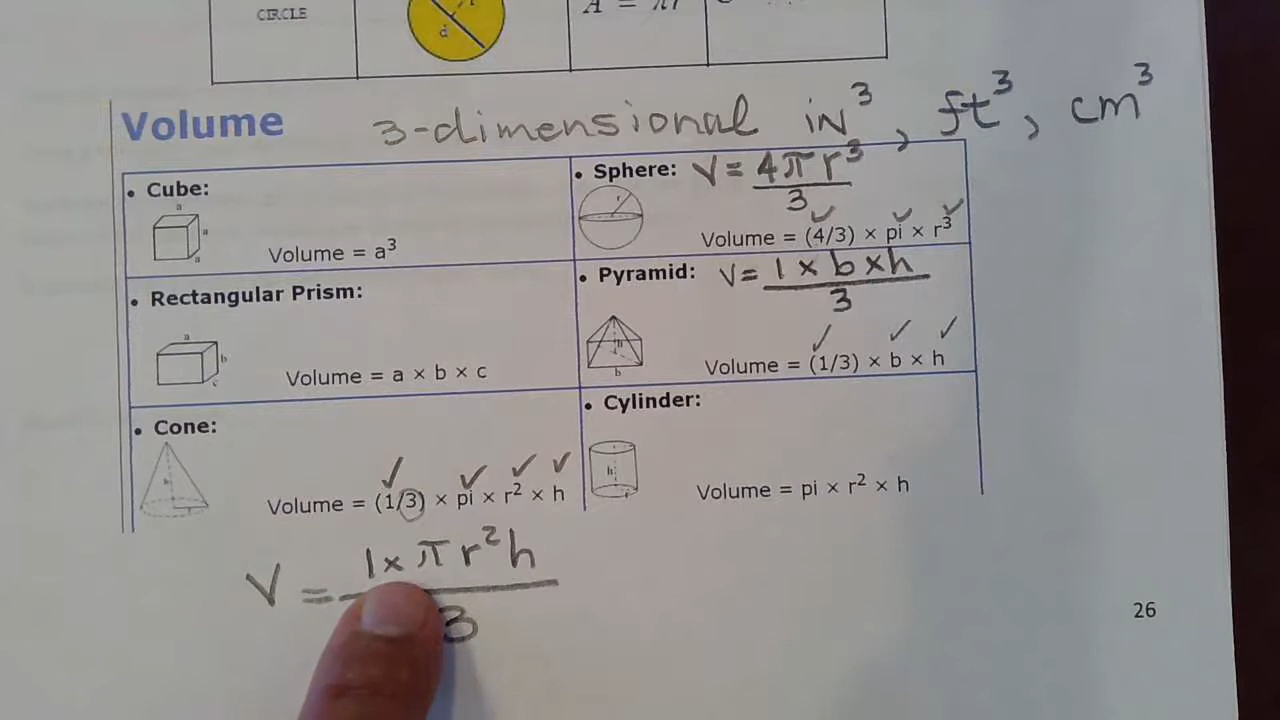 CIRCLE
d
Volume 3-dimensional in³, ft³, cm³
• Cube:
a
a
a
Volume = a³
• Sphere: V = 4πr³
3
r
Volume = (4/3) × pi × r³
• Rectangular Prism:
a
b
c
Volume = a × b × c
• Pyramid: V = 1 × b × h
3
h
b
Volume = (1/3) × b × h
• Cone:
h
r
Volume = (1/3) × pi × r² × h
• Cylinder:
h
r
Volume = pi × r² × h
V = 1 × π r² h
3
26